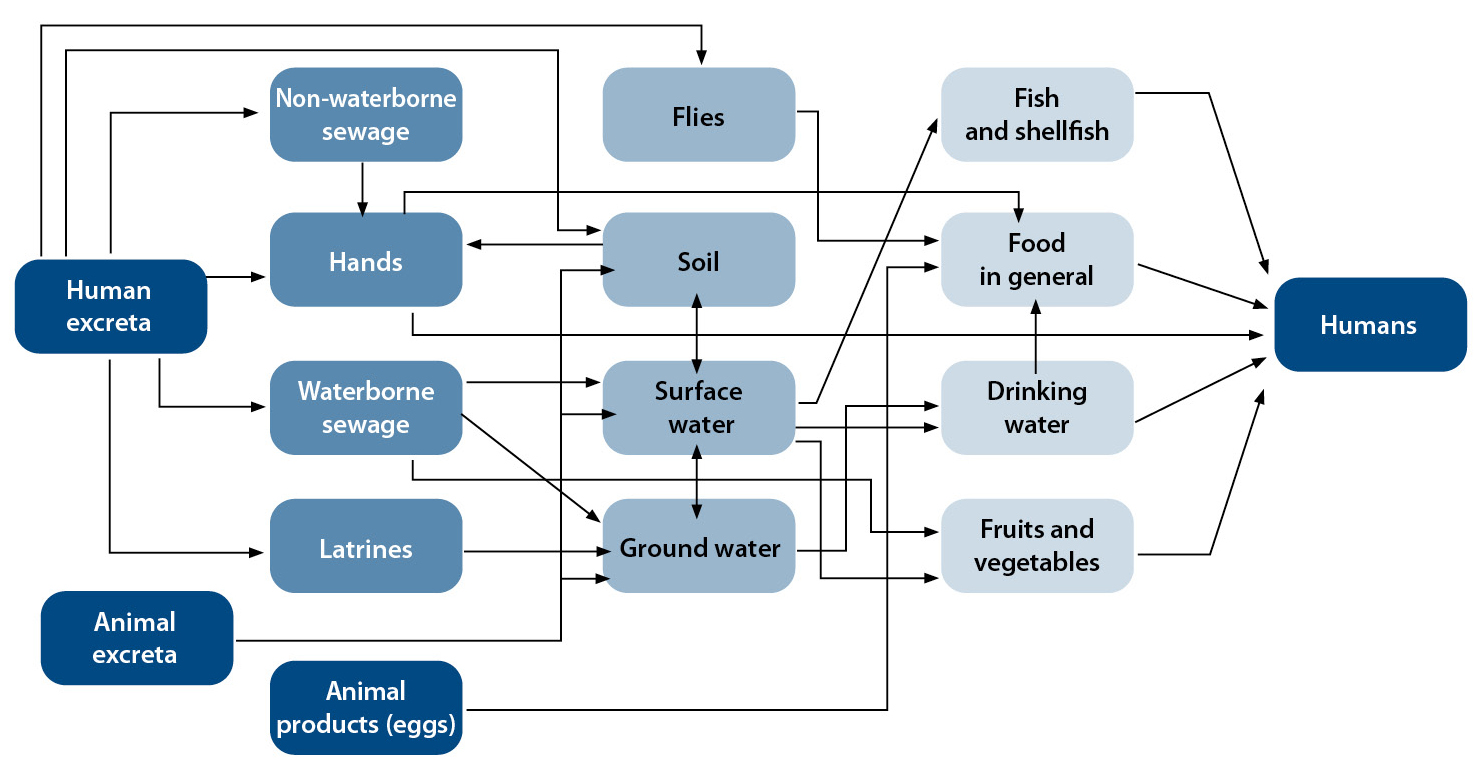 Non-waterborne
sewage
Flies
Fish
and shellfish
Hands
Soil
Food
in general
Human
excreta
Humans
Waterborne
sewage
Surface
water
Drinking
water
Latrines
Ground water
Fruits and
vegetables
Animal
excreta
Animal
products (eggs)